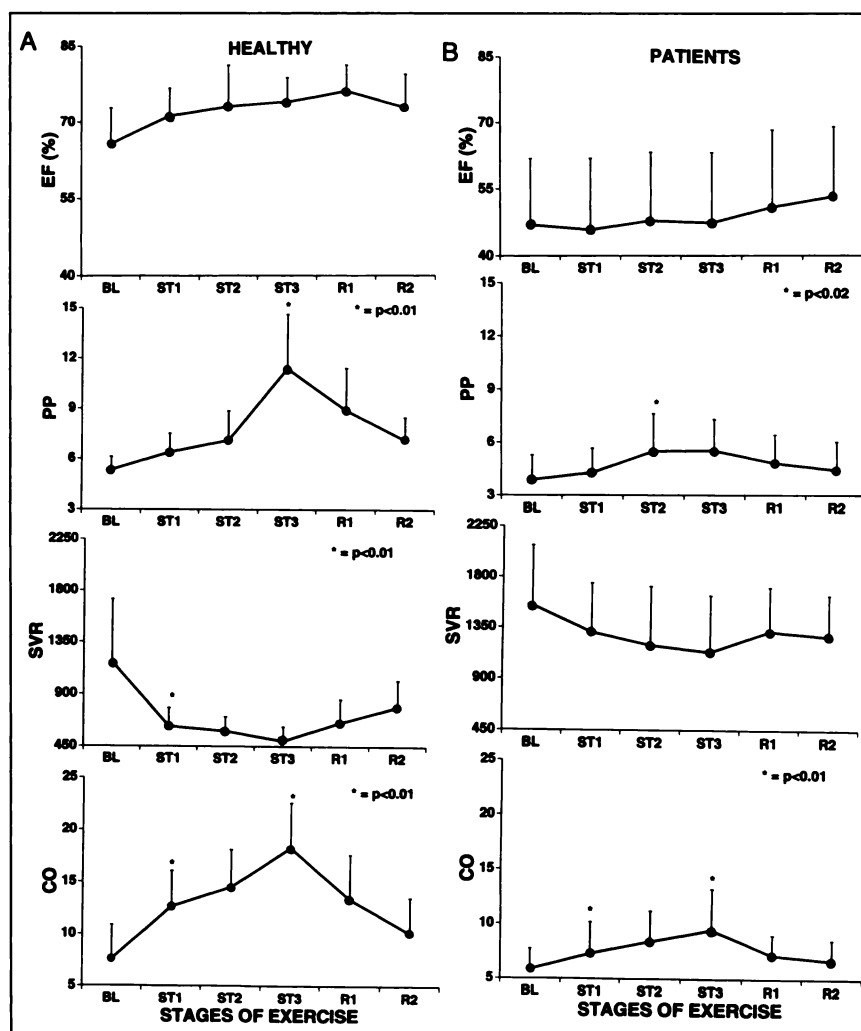 A
HEALTHY
85
70
55
40
EF (%)
BL ST1 ST2 ST3 R1 R2
* = p<0.01
*
15
12
9
6
3
PP
BL ST1 ST2 ST3 R1 R2
* = p<0.01
2250
1800
1350
900
450
SVR
*
BL ST1 ST2 ST3 R1 R2
* = p<0.01
25
20
15
10
5
CO
* *
BL ST1 ST2 ST3 R1 R2
STAGES OF EXERCISE
B
PATIENTS
85
70
55
40
EF (%)
BL ST1 ST2 ST3 R1 R2
* = p<0.02
15
12
9
6
3
PP
*
BL ST1 ST2 ST3 R1 R2
2250
1800
1350
900
450
SVR
BL ST1 ST2 ST3 R1 R2
* = p<0.01
25
20
15
10
5
CO
* *
BL ST1 ST2 ST3 R1 R2
STAGES OF EXERCISE